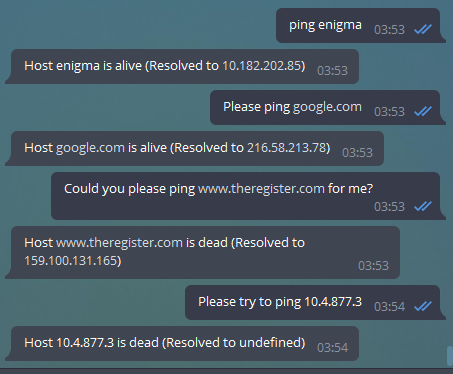 ping enigma 03:53
Host enigma is alive (Resolved to 10.182.202.85) 03:53
Please ping google.com 03:53
Host google.com is alive (Resolved to 216.58.213.78) 03:53
Could you please ping www.theregister.com for me?
03:53
Host www.theregister.com is dead (Resolved to
159.100.131.165)
03:53
Please try to ping 10.4.877.3 03:54
Host 10.4.877.3 is dead (Resolved to undefined) 03:54